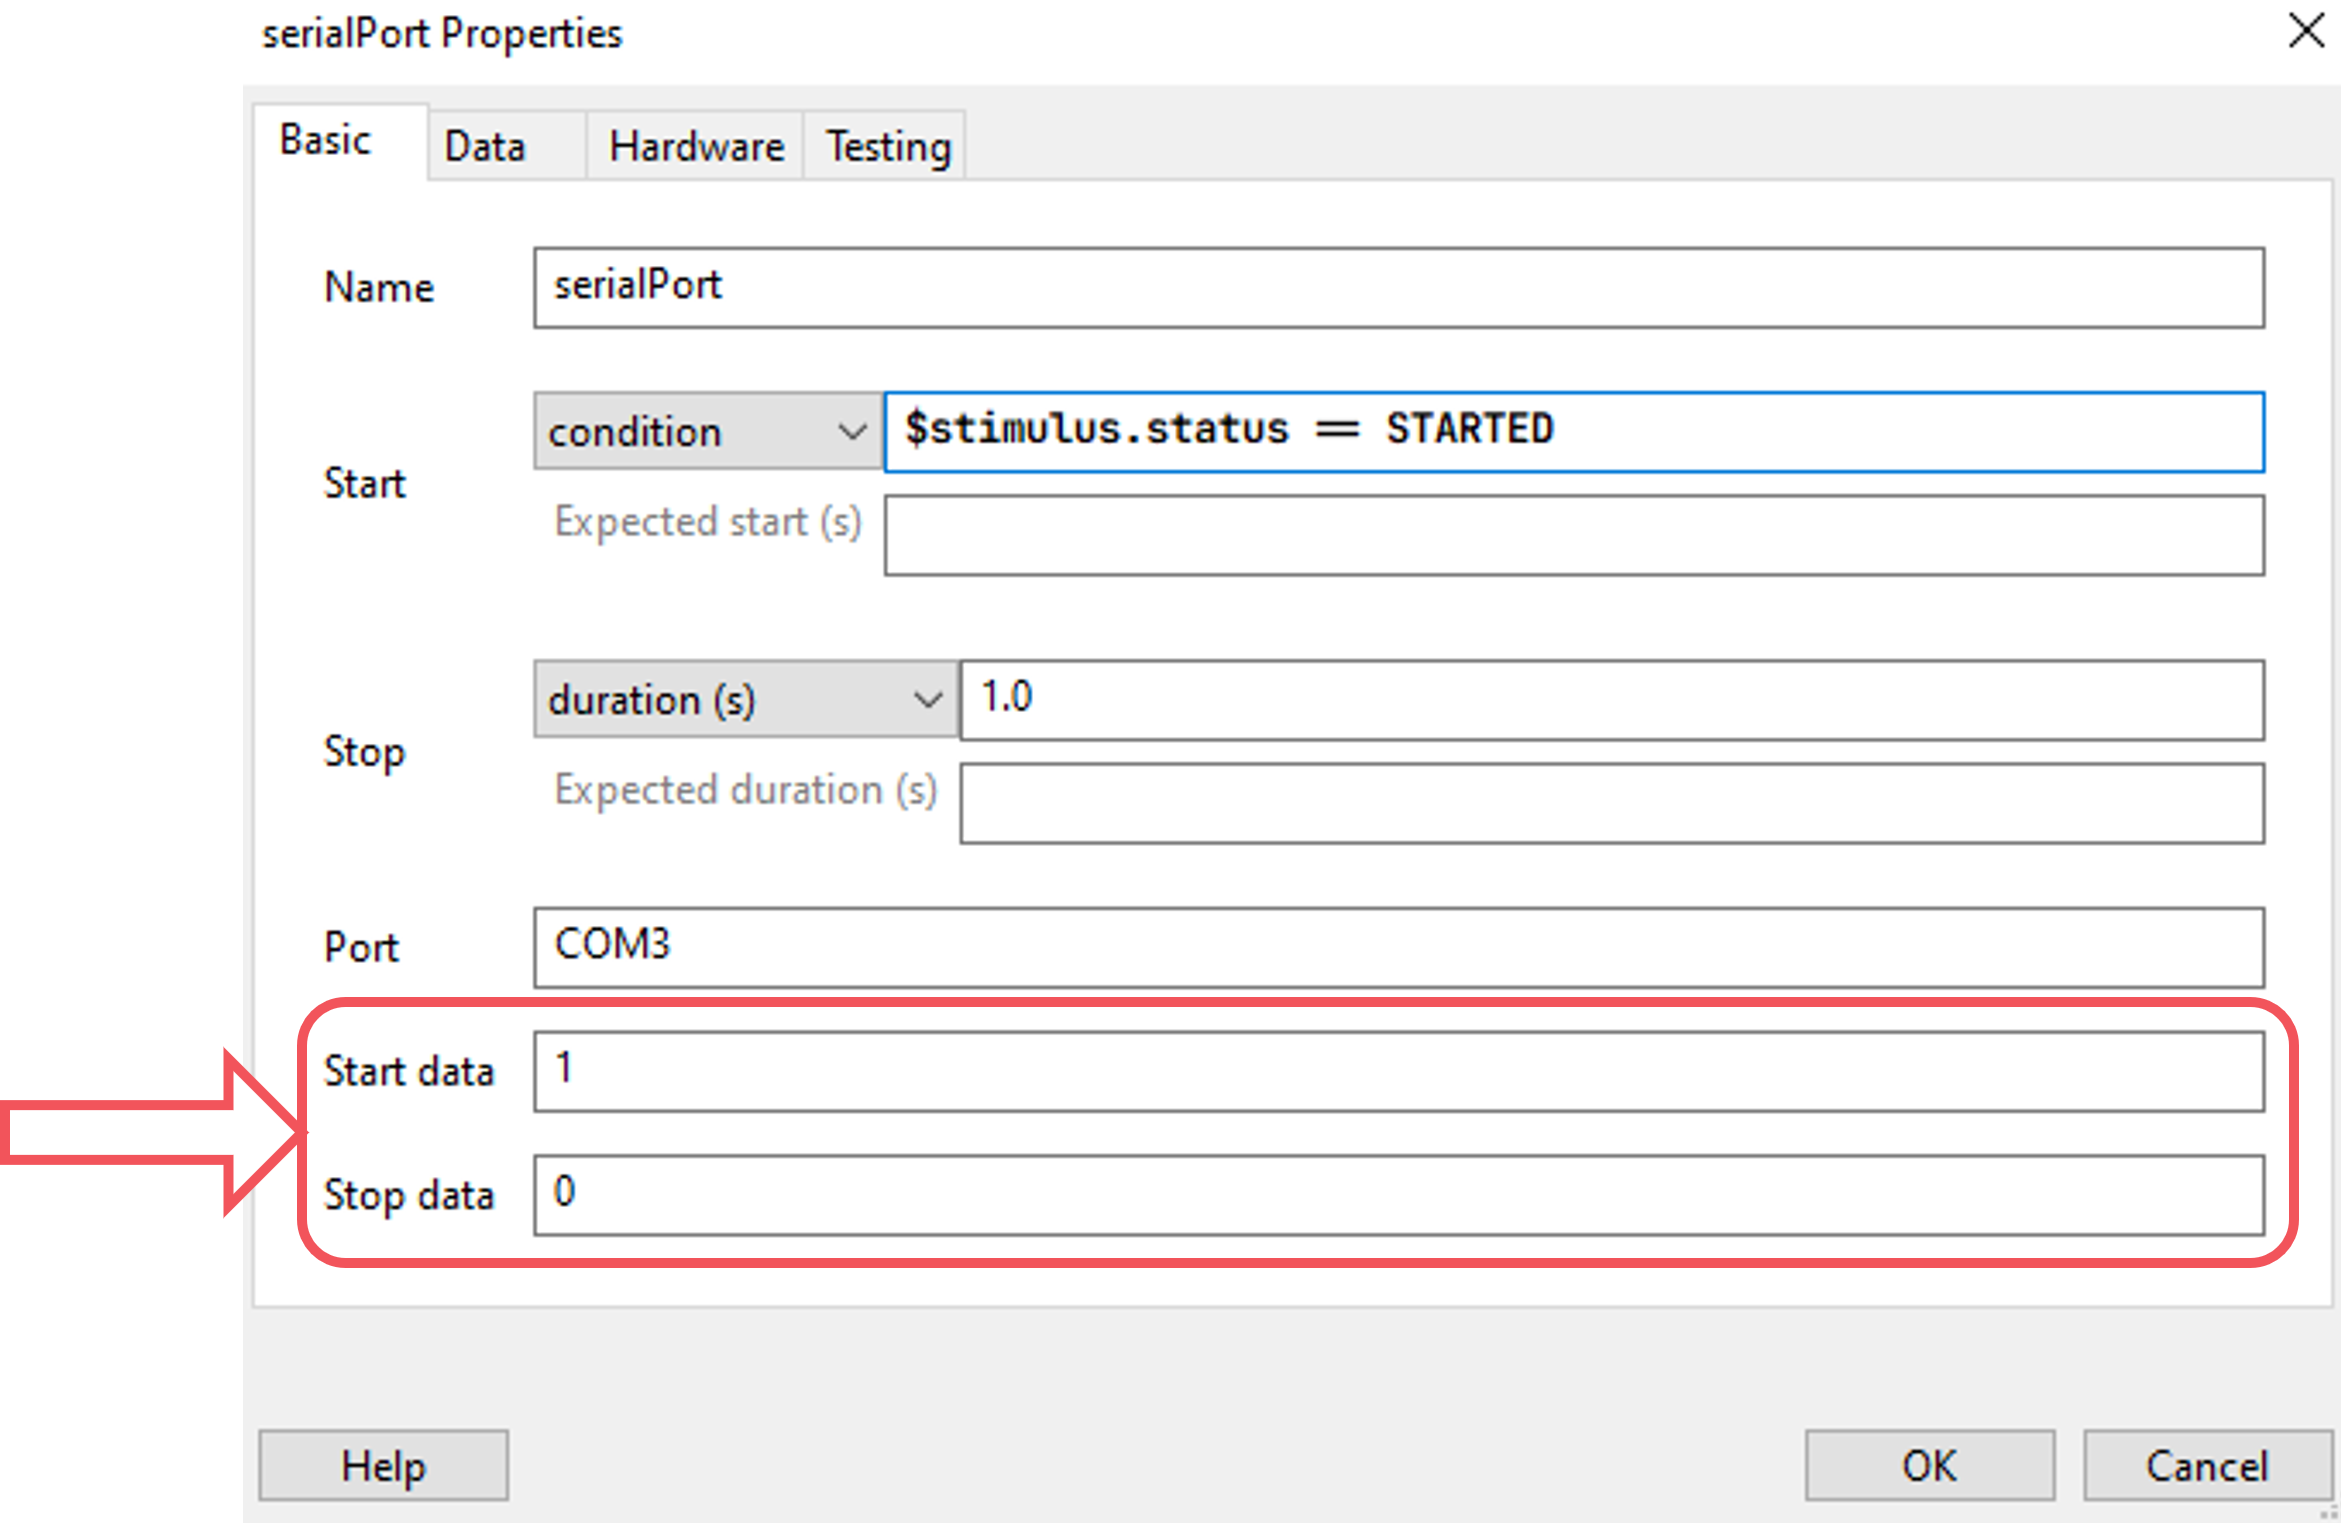 serialPort Properties
Basic Data Hardware Testing
Name serialPort
Start condition $stimulus.status == STARTED
Expected start (s)
Stop duration (s) 1.0
Expected duration (s)
Port COM3
Start data 1
Stop data 0
Help OK Cancel